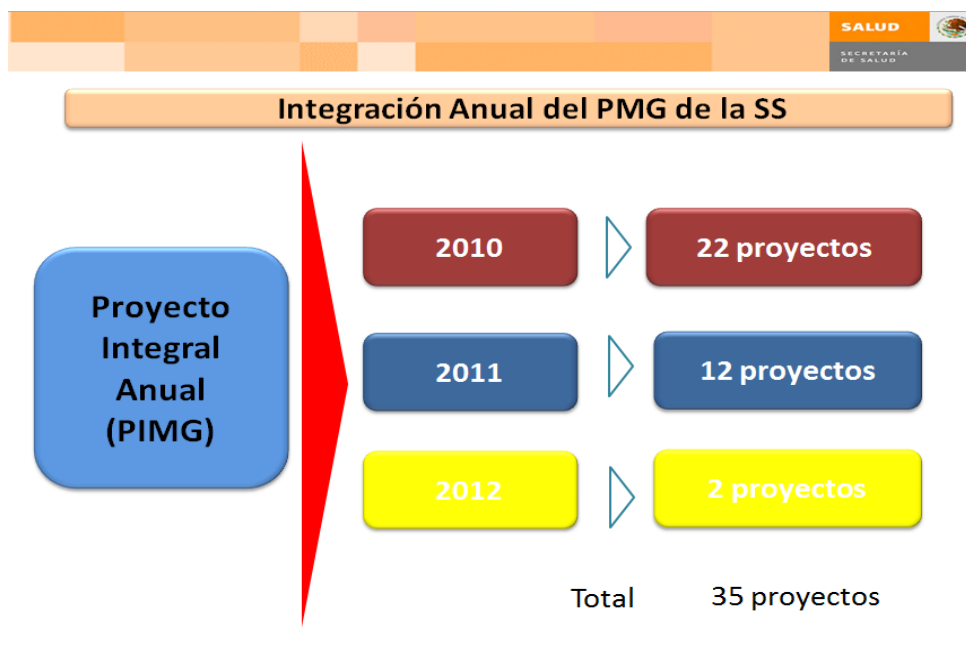 SALUD
SECRETARÍA
DE SALUD
Integración Anual del PMG de la SS
Proyecto
Integral
Anual
(PIMG)
2010
22 proyectos
2011
12 proyectos
2012
2 proyectos
Total
35 proyectos